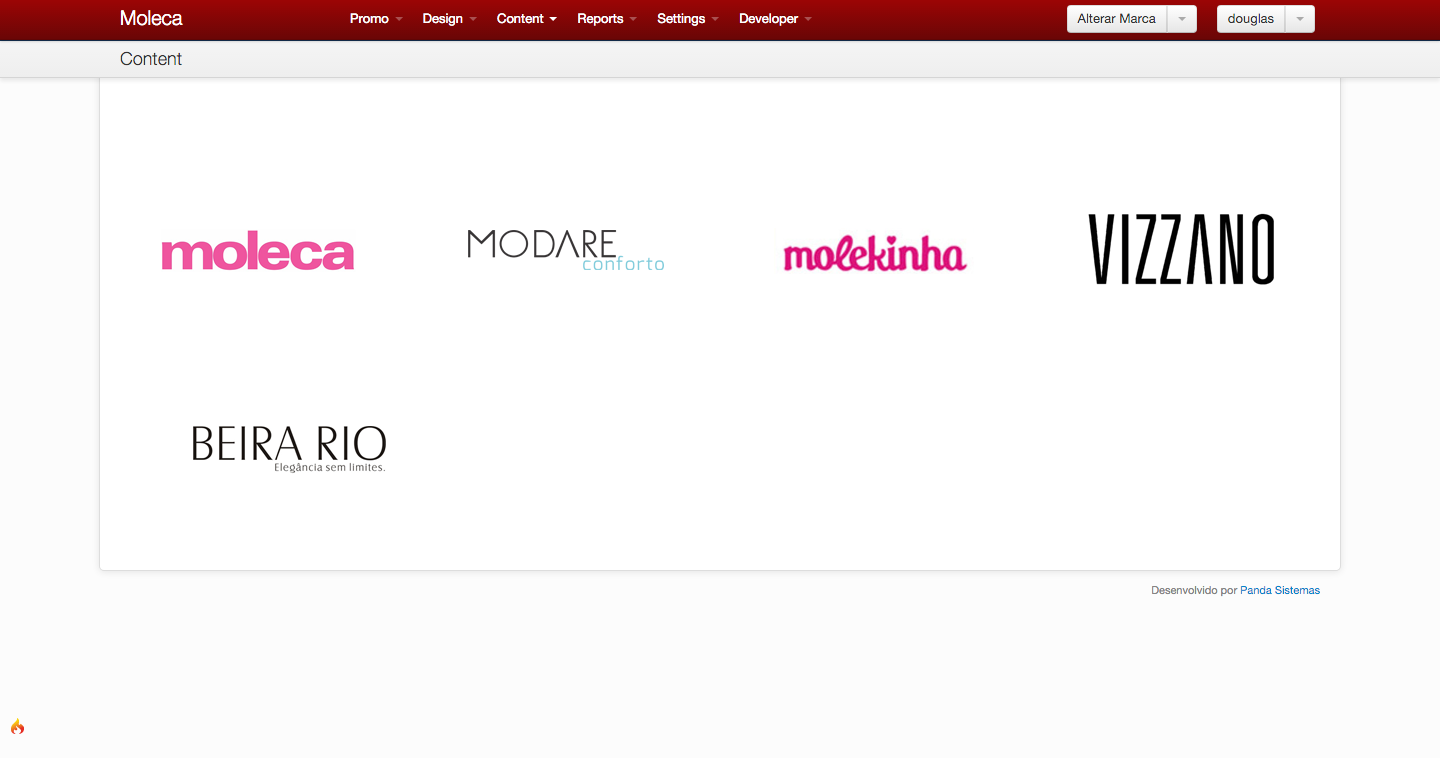 Moleca Promo Design Content Reports Settings Developer Alterar Marca douglas
Content
moleca
MODARE
conforto
molekinha
VIZZANO
BEIRA RIO
Elegância sem limites.
Desenvolvido por Panda Sistemas